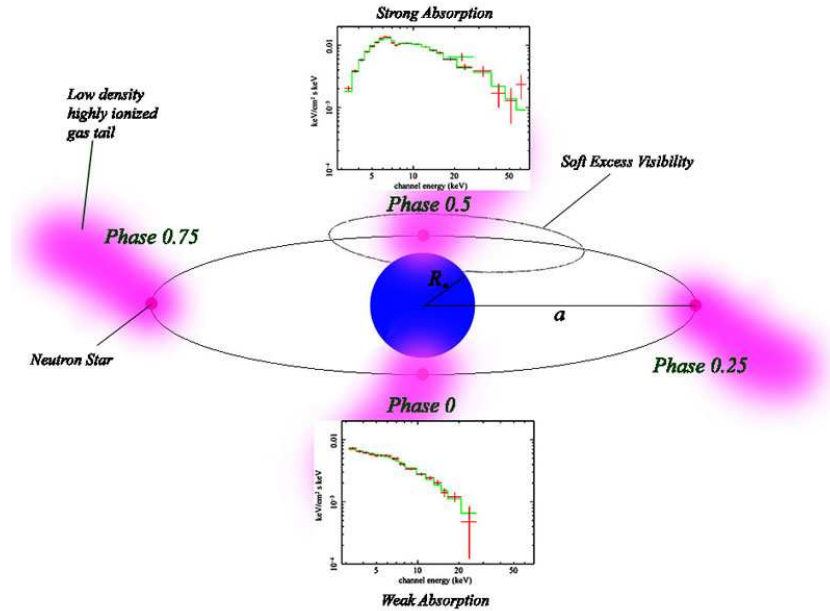 Strong Absorption
0.01
10⁻³
10⁻⁴
keV/cm² s keV
5
10
20
50
channel energy (keV)
Low density
highly ionized
gas tail
Soft Excess Visibility
Phase 0.5
Phase 0.75
R*
a
Neutron Star
Phase 0.25
Phase 0
0.01
10⁻³
10⁻⁴
keV/cm² s keV
5
10
20
50
channel energy (keV)
Weak Absorption